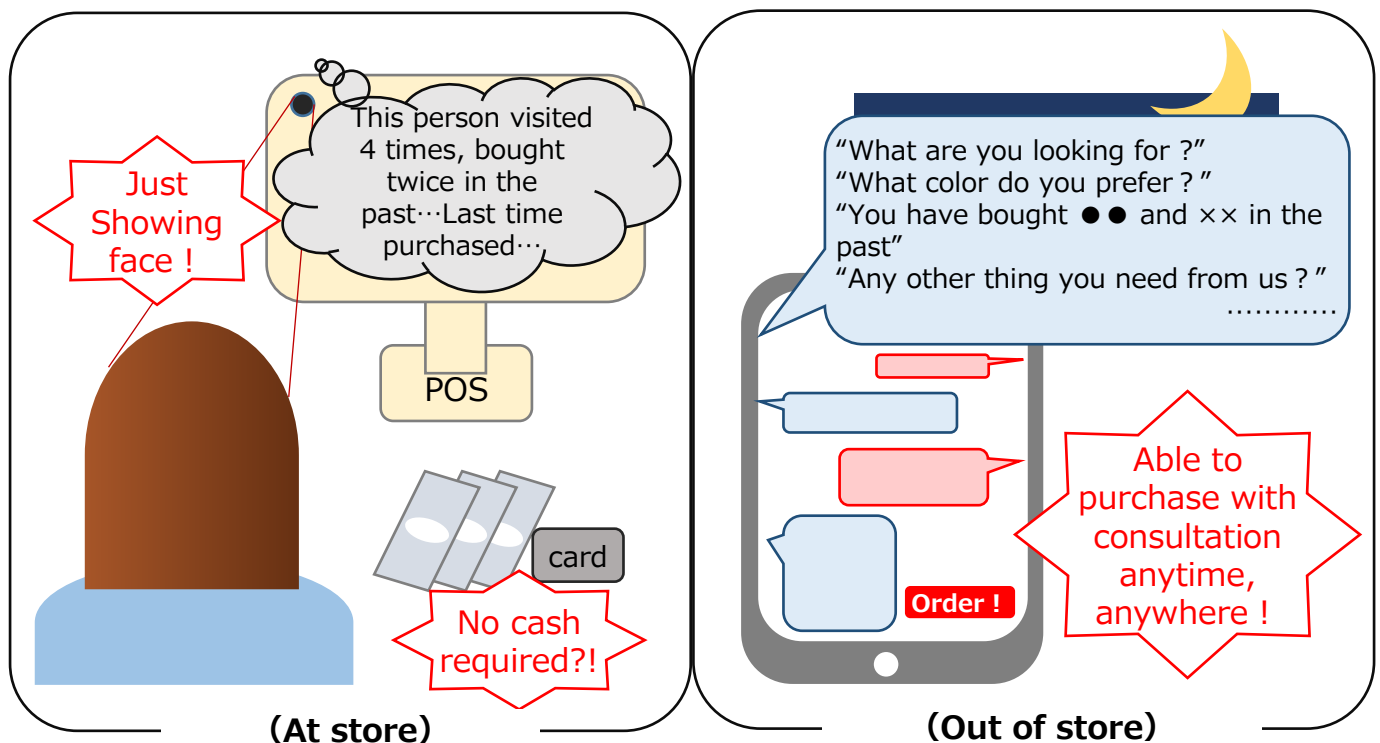 This person visited
4 times, bought
twice in the
past…Last time
purchased…
Just
Showing
face !
POS
card
No cash
required?!
(At store)
“What are you looking for ?”
“What color do you prefer ? ”
“You have bought ●● and ×× in the
past”
“Any other thing you need from us ? ”
…………
Able to
purchase with
consultation
anytime,
anywhere !
Order !
(Out of store)